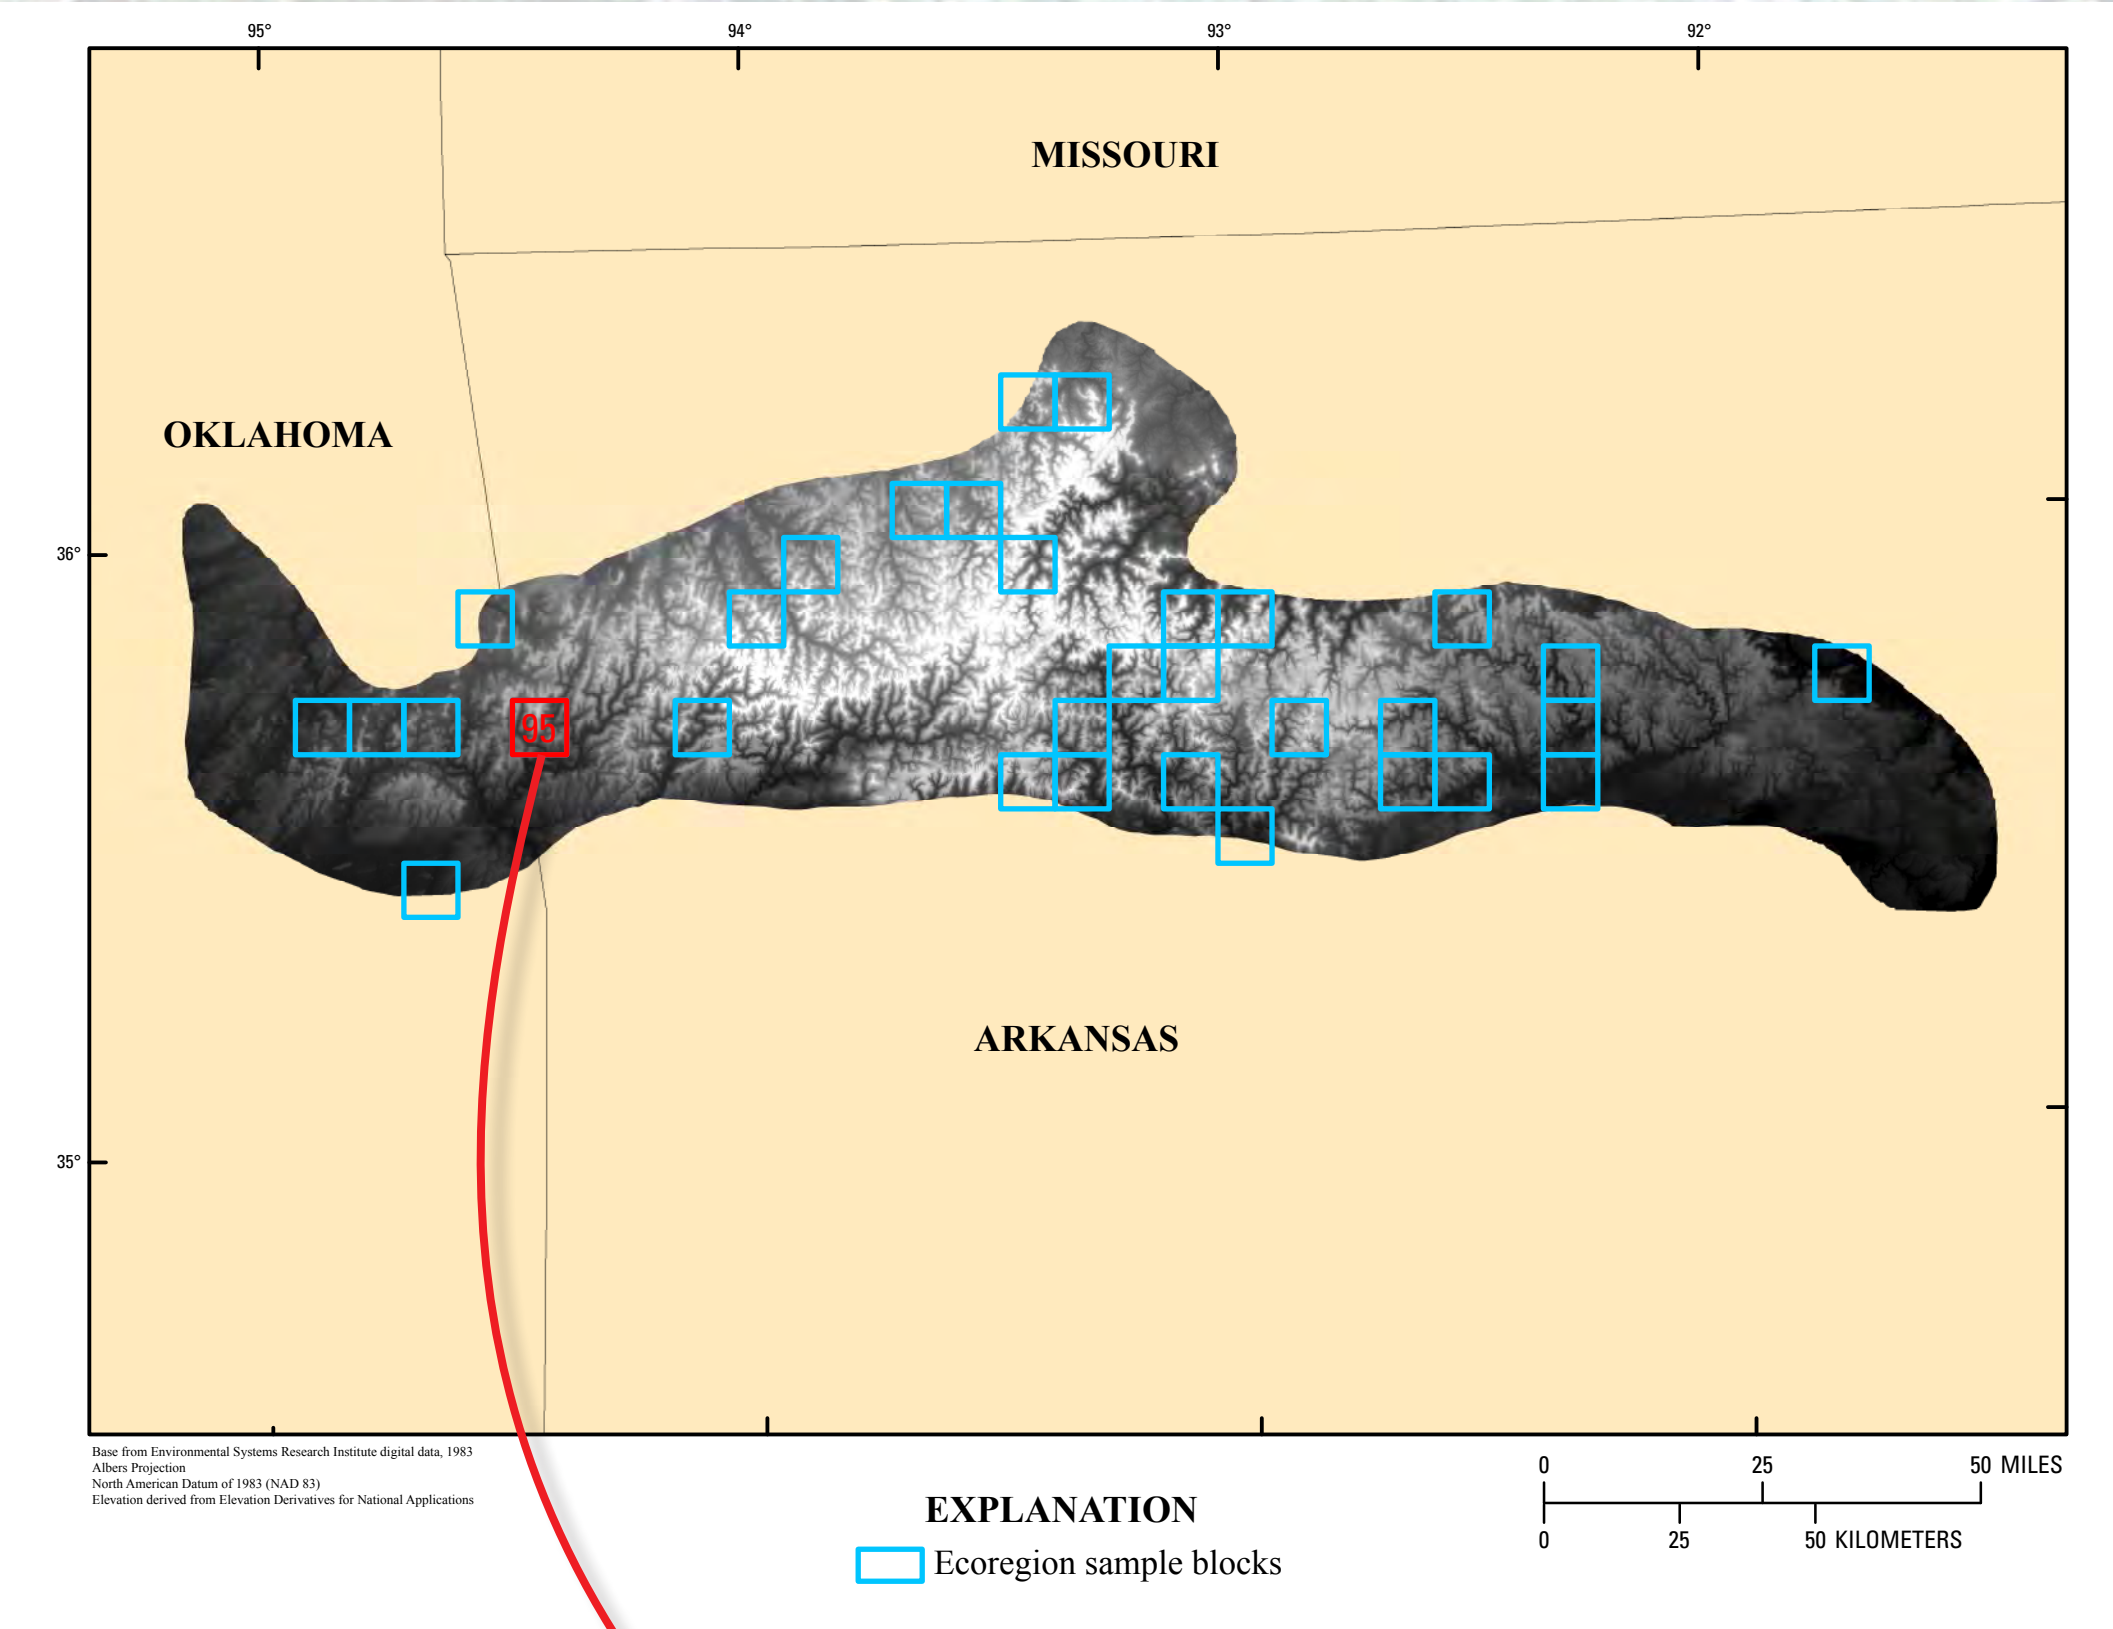 95° 94° 93° 92°
MISSOURI
OKLAHOMA
36°
95
ARKANSAS
35°
Base from Environmental Systems Research Institute digital data, 1983
Albers Projection
North American Datum of 1983 (NAD 83)
Elevation derived from Elevation Derivatives for National Applications
EXPLANATION
Ecoregion sample blocks
0 25 50 MILES
0 25 50 KILOMETERS